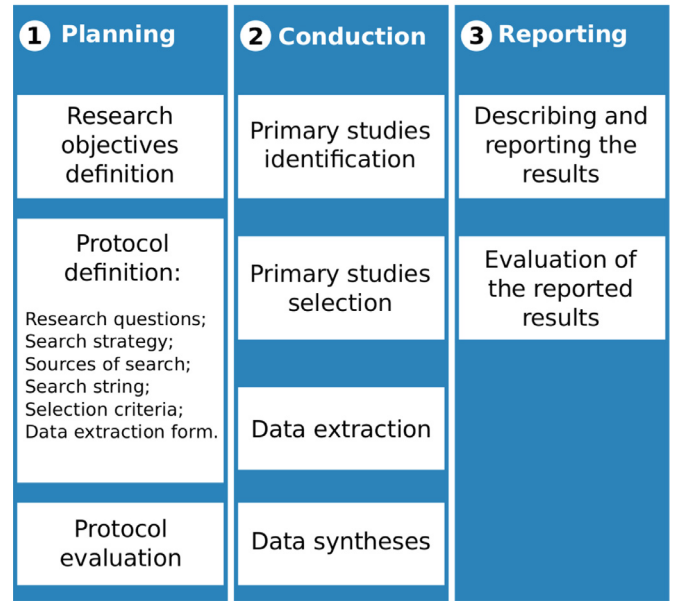 1 Planning
Research
objectives
definition
Protocol
definition:
Research questions;
Search strategy;
Sources of search;
Search string;
Selection criteria;
Data extraction form.
Protocol
evaluation
2 Conduction
Primary studies
identification
Primary studies
selection
Data extraction
Data syntheses
3 Reporting
Describing and
reporting the
results
Evaluation of
the reported
results